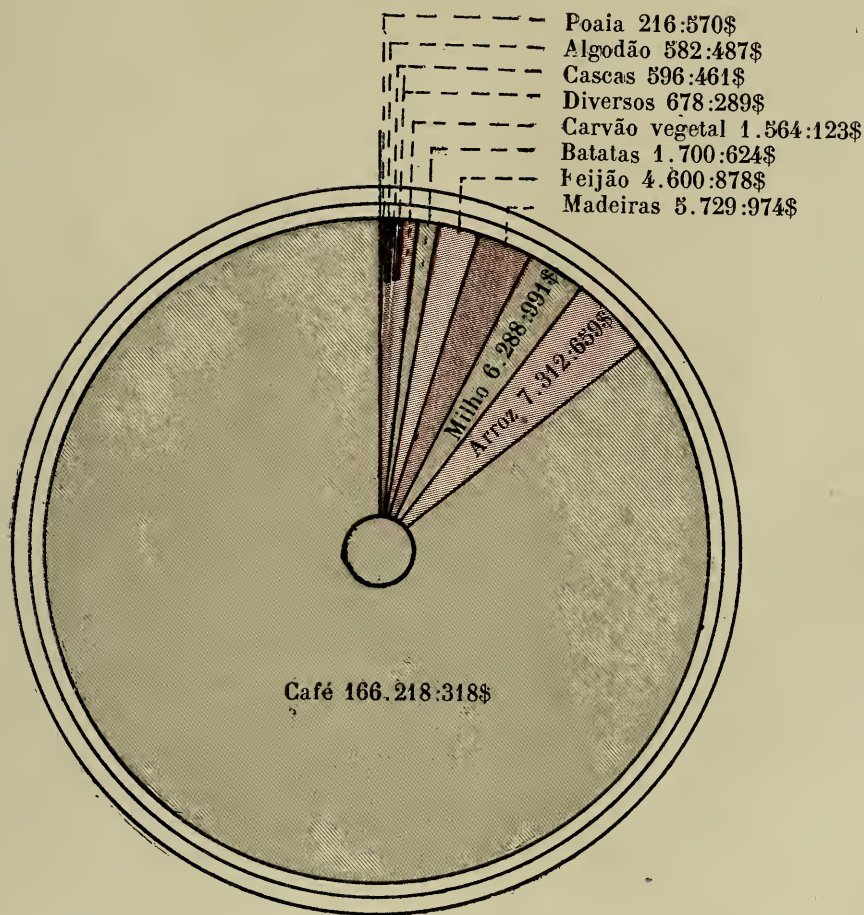 Poaia 216:570$
Algodão 582:487$
Cascas 596:461$
Diversos 678:289$
Carvão vegetal 1.564:123$
Batatas 1.700:624$
Feijão 4.600:878$
Madeiras 5.729:974$
Milho 6.288:991$
Arroz 7.312:659$
Café 166.218:318$